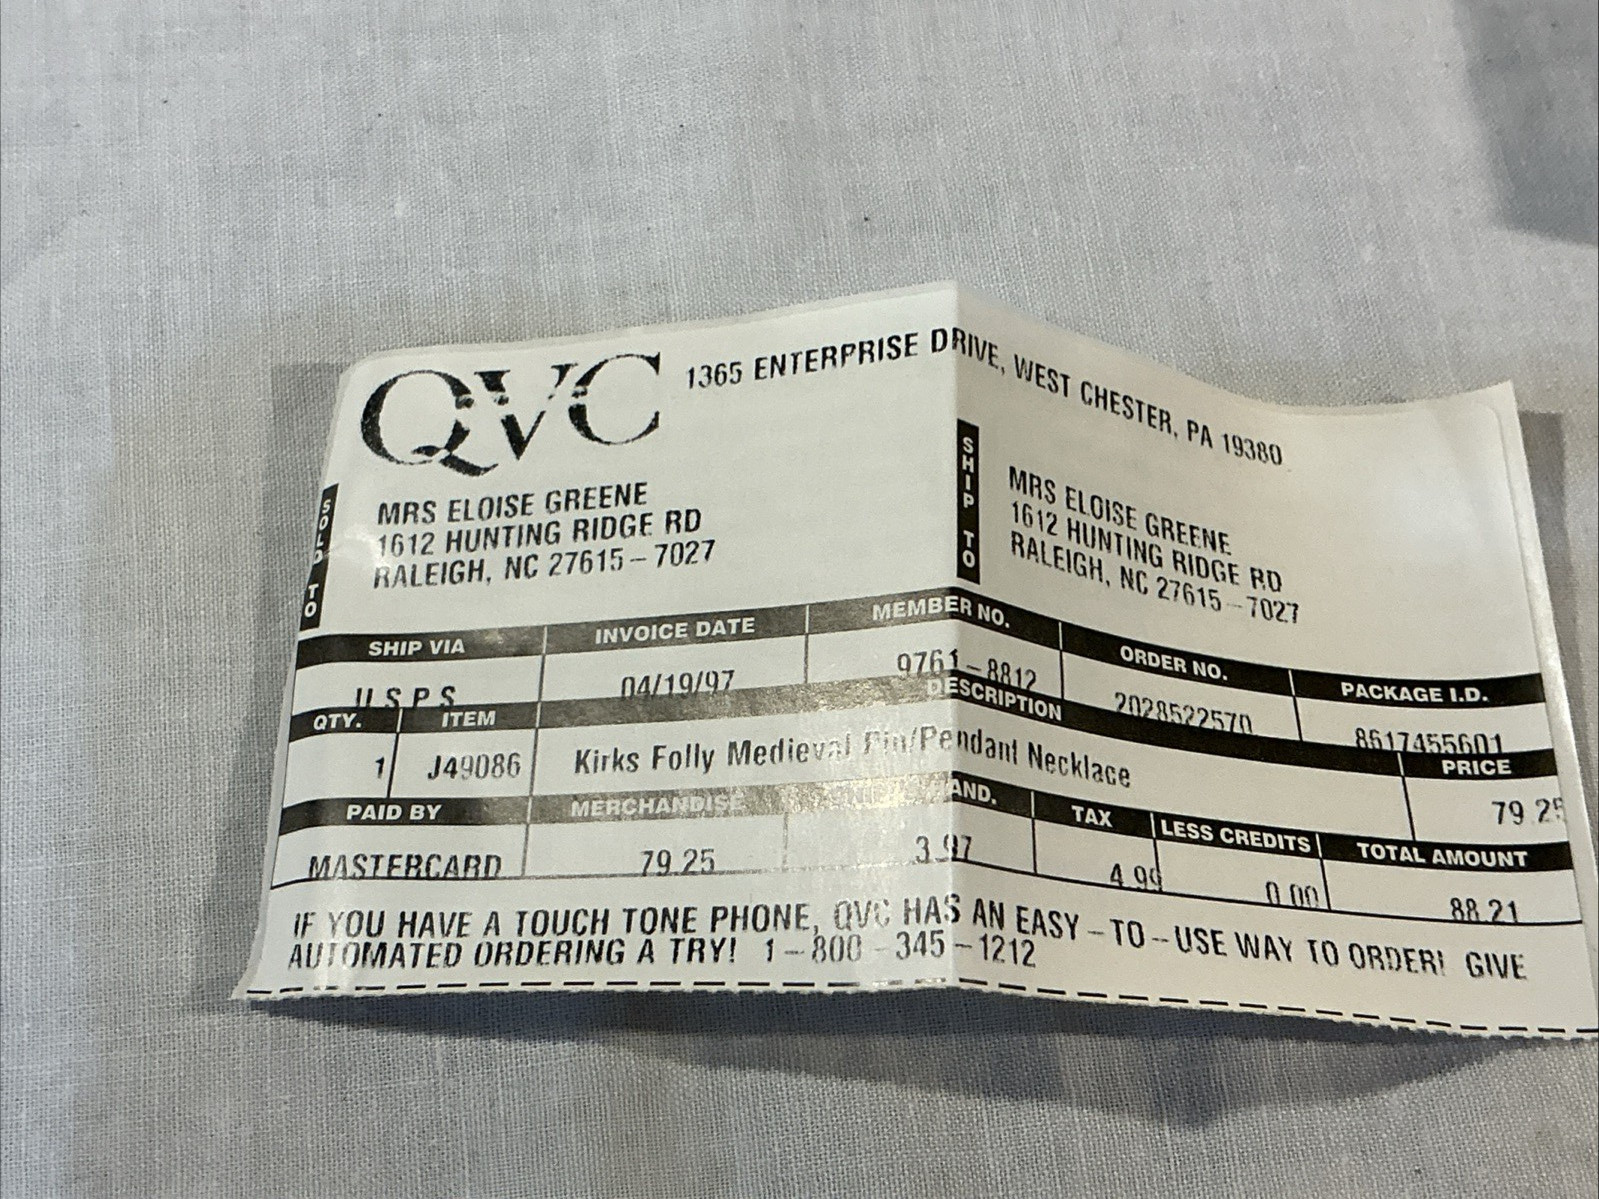 QVC 1365 ENTERPRISE DRIVE, WEST CHESTER, PA 19380
SOLD TO
MRS ELOISE GREENE
1612 HUNTING RIDGE RD
RALEIGH, NC 27615-7027
SHIP TO
MRS ELOISE GREENE
1612 HUNTING RIDGE RD
RALEIGH, NC 27615-7027
SHIP VIA INVOICE DATE MEMBER NO. ORDER NO. PACKAGE I.D.
USPS 04/19/97 9761-8812 2028522570 8617455601
QTY. ITEM DESCRIPTION PRICE
1 J49086 Kirks Folly Medieval Pin/Pendant Necklace 79.25
PAID BY MERCHANDISE HAND. TAX LESS CREDITS TOTAL AMOUNT
MASTERCARD 79.25 3.97 4.99 0.00 88.21
IF YOU HAVE A TOUCH TONE PHONE, QVC HAS AN EASY-TO-USE WAY TO ORDER! GIVE
AUTOMATED ORDERING A TRY! 1-800-345-1212